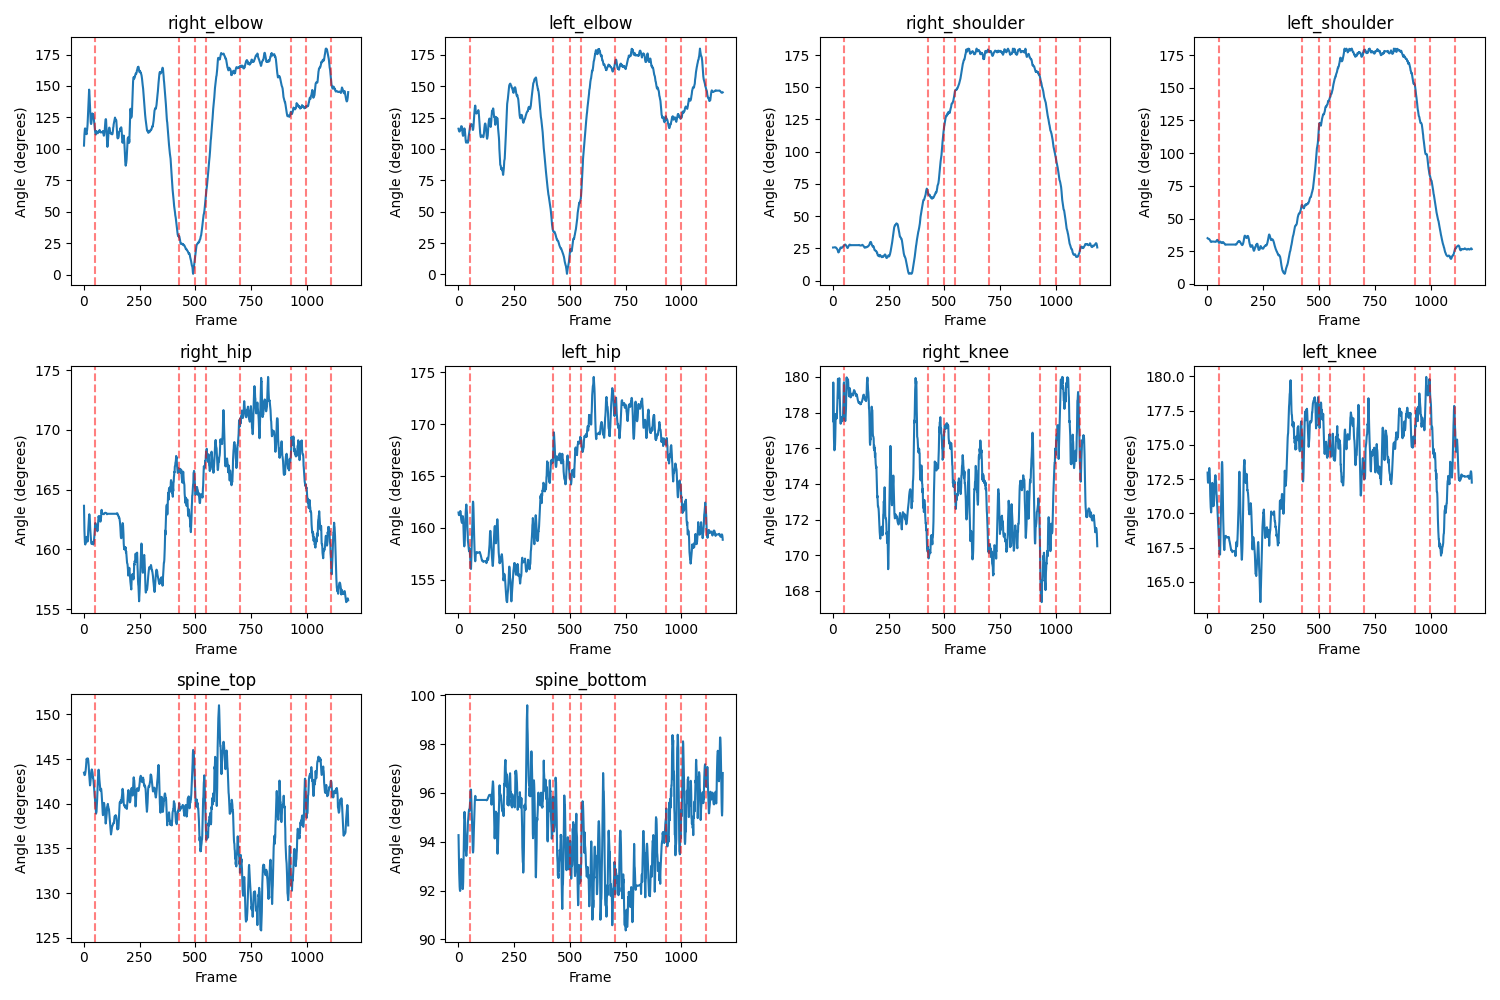 right_elbow left_elbow right_shoulder left_shoulder
175
150
125
100
75
50
25
0
Angle (degrees)
0 250 500 750 1000
Frame
175
150
125
100
75
50
25
0
Angle (degrees)
0 250 500 750 1000
Frame
175
150
125
100
75
50
25
0
Angle (degrees)
0 250 500 750 1000
Frame
175
150
125
100
75
50
25
0
Angle (degrees)
0 250 500 750 1000
Frame
right_hip left_hip right_knee left_knee
175
170
165
160
155
Angle (degrees)
0 250 500 750 1000
Frame
175
170
165
160
155
Angle (degrees)
0 250 500 750 1000
Frame
180
178
176
174
172
170
168
Angle (degrees)
0 250 500 750 1000
Frame
180.0
177.5
175.0
172.5
170.0
167.5
165.0
Angle (degrees)
0 250 500 750 1000
Frame
spine_top spine_bottom
150
145
140
135
130
125
Angle (degrees)
0 250 500 750 1000
Frame
100
98
96
94
92
90
Angle (degrees)
0 250 500 750 1000
Frame